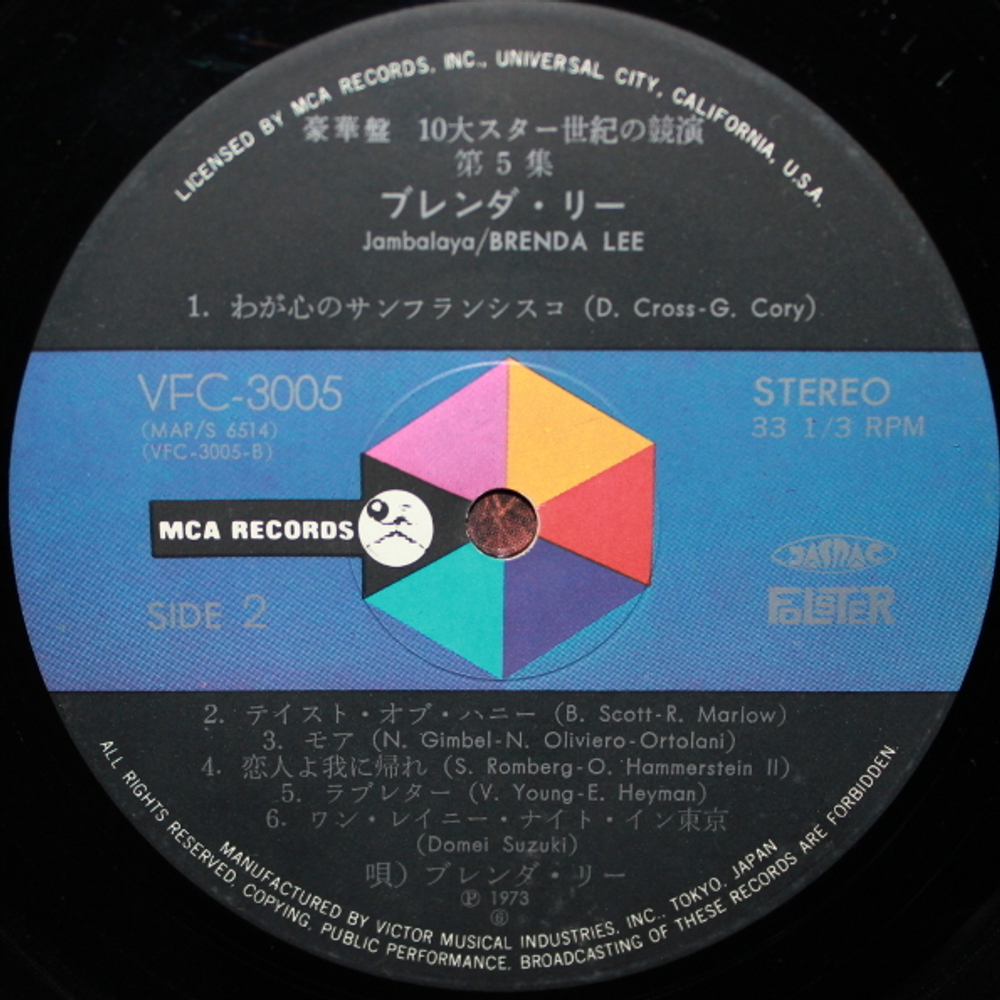 LICENSED BY MCA RECORDS, INC., UNIVERSAL CITY, CALIFORNIA, U.S.A.
豪華盤 10大スター世紀の競演
第5集
ブレンダ・リー
Jambalaya/BRENDA LEE
1. わが心のサンフランシスコ (D. Cross-G. Cory)
VFC-3005
(MAP/S 6514)
(VFC-3005-B)
STEREO
33 1/3 RPM
MCA RECORDS
JASRAC
SIDE 2
FOLSTER
2. テイスト・オブ・ハニー (B. Scott-R. Marlow)
3. モア (N. Gimbel-N. Oliviero-Ortolani)
4. 恋人よ我に帰れ (S. Romberg-O. Hammerstein II)
5. ラブレター (V. Young-E. Heyman)
6. ワン・レイニー・ナイト・イン東京
(Domei Suzuki)
唄) ブレンダ・リー
Ⓟ 1973
MANUFACTURED BY VICTOR MUSICAL INDUSTRIES, INC., TOKYO, JAPAN
ALL RIGHTS RESERVED, COPYING, PUBLIC PERFORMANCE, BROADCASTING OF THESE RECORDS ARE FORBIDDEN.